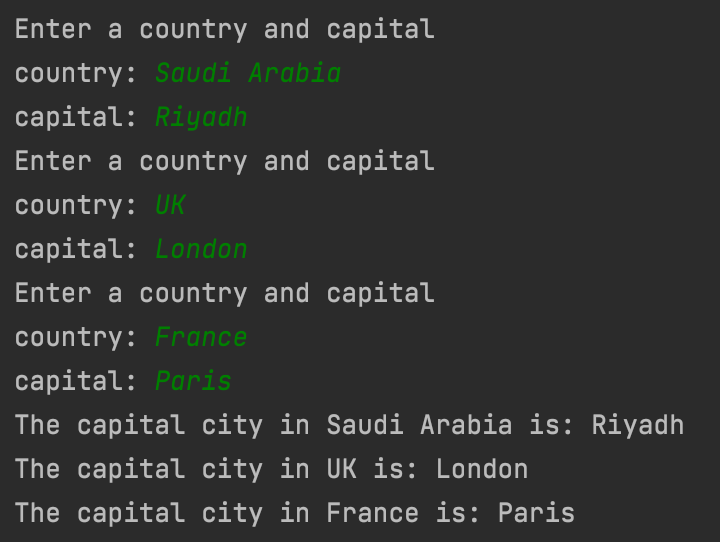 Enter a country and capital
country: Saudi Arabia
capital: Riyadh
Enter a country and capital
country: UK
capital: London
Enter a country and capital
country: France
capital: Paris
The capital city in Saudi Arabia is: Riyadh
The capital city in UK is: London
The capital city in France is: Paris